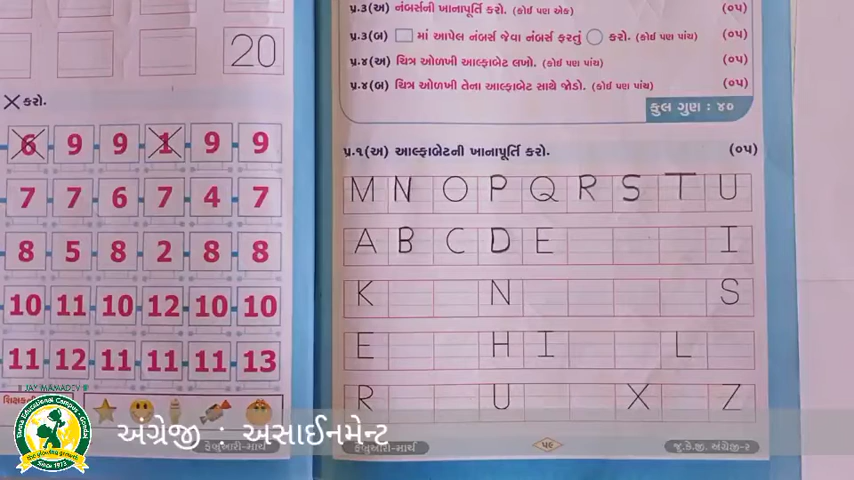 20
X કરો.
6 9 9 1 9 9
7 7 6 7 4 7
8 5 8 2 8 8
10 11 10 12 10 10
11 12 11 11 11 13
ફેબ્રુઆરી-માર્ચ
પ્ર.૩(અ) નંબર્સની ખાનાપૂર્તિ કરો. (કોઈ પણ એક) (૦૫)
પ્ર.૩(બ) માં આપેલ નંબર્સ જેવા નંબર્સ ફરતું કરો. (કોઈ પણ પાંચ) (૦૫)
પ્ર.૪(અ) ચિત્ર ઓળખી આલ્ફાબેટ લખો. (કોઈ પણ પાંચ) (૦૫)
પ્ર.૪(બ) ચિત્ર ઓળખી તેના આલ્ફાબેટ સાથે જોડો. (કોઈ પણ પાંચ) (૦૫)
કુલ ગુણ : ૪૦
પ્ર.૧(અ) આલ્ફાબેટની ખાનાપૂર્તિ કરો. (૦૫)
M N O P Q R S T U
A B C D E I
K N S
E H I L
R U X Z
ફેબ્રુઆરી-માર્ચ
૫૯
જુ.કે.જી. અંગ્રેજી-૨
|| JAY MAMADEV ||
the glowing growth
Since 1973
અંગ્રેજી : અસાઈનમેન્ટ